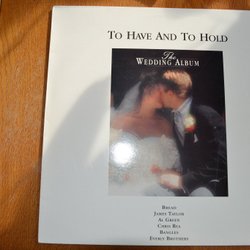 TO HAVE AND TO HOLD
The
WEDDING ALBUM
BREAD
JAMES TAYLOR
AL GREEN
CHRIS REA
BANGLES
EVERLY BROTHERS